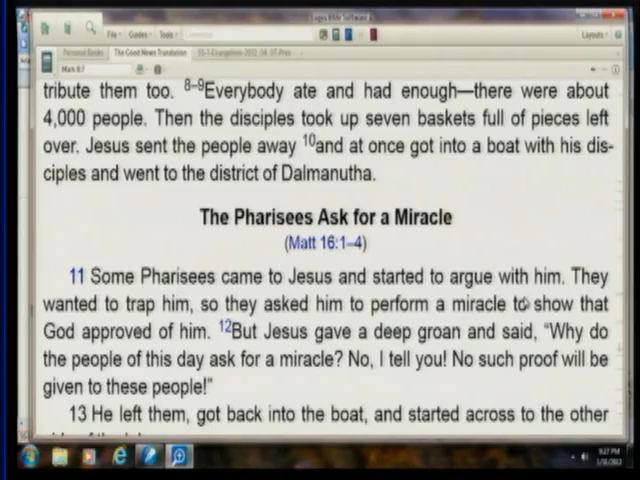 Logos Bible Software 4
File Guides Tools
Layouts
Personal Books The Good News Translation
Mark 8:7
tribute them too. 8–9Everybody ate and had enough—there were about
4,000 people. Then the disciples took up seven baskets full of pieces left
over. Jesus sent the people away 10and at once got into a boat with his dis-
ciples and went to the district of Dalmanutha.
The Pharisees Ask for a Miracle
(Matt 16:1–4)
11 Some Pharisees came to Jesus and started to argue with him. They
wanted to trap him, so they asked him to perform a miracle to show that
God approved of him. 12But Jesus gave a deep groan and said, “Why do
the people of this day ask for a miracle? No, I tell you! No such proof will be
given to these people!”
13 He left them, got back into the boat, and started across to the other
9:27 PM